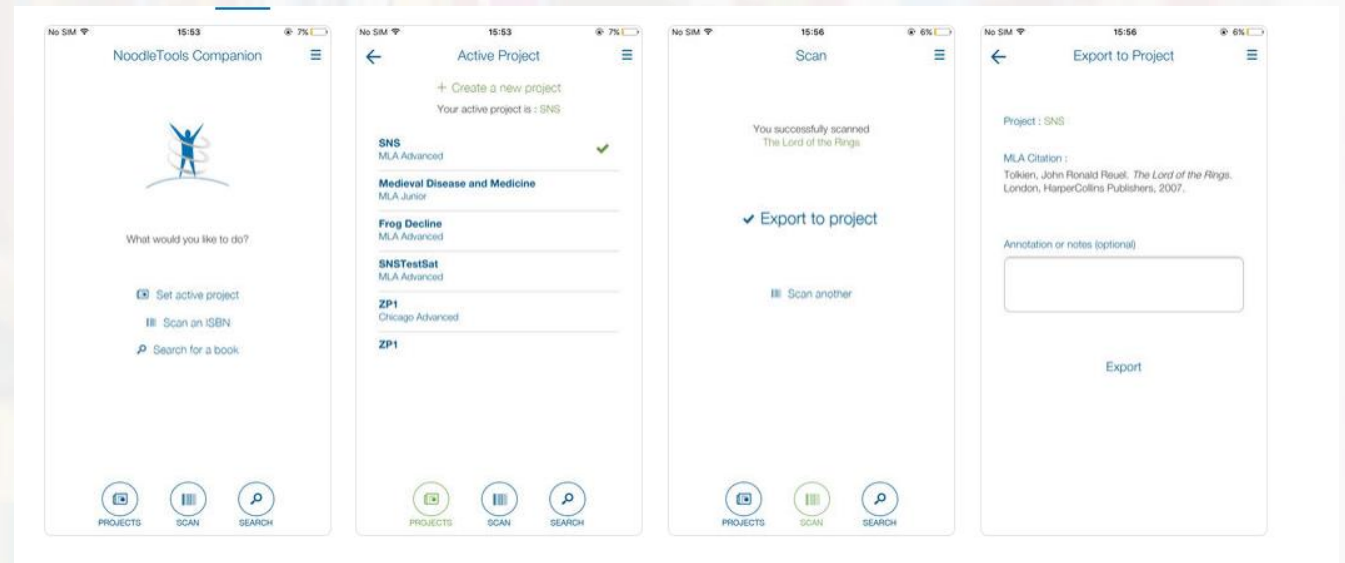 No SIM 15:53 7%
NoodleTools Companion
What would you like to do?
Set active project
Scan an ISBN
Search for a book
PROJECTS SCAN SEARCH
No SIM 15:53 7%
Active Project
+ Create a new project
Your active project is : SNS
SNS
MLA Advanced
Medieval Disease and Medicine
MLA Junior
Frog Decline
MLA Advanced
SNSTestSat
MLA Advanced
ZP1
Chicago Advanced
ZP1
PROJECTS SCAN SEARCH
No SIM 15:56 6%
Scan
You successfully scanned
The Lord of the Rings
Export to project
Scan another
PROJECTS SCAN SEARCH
No SIM 15:56 6%
Export to Project
Project : SNS
MLA Citation :
Tolkien, John Ronald Reuel. The Lord of the Rings.
London, HarperCollins Publishers, 2007.
Annotation or notes (optional)
Export